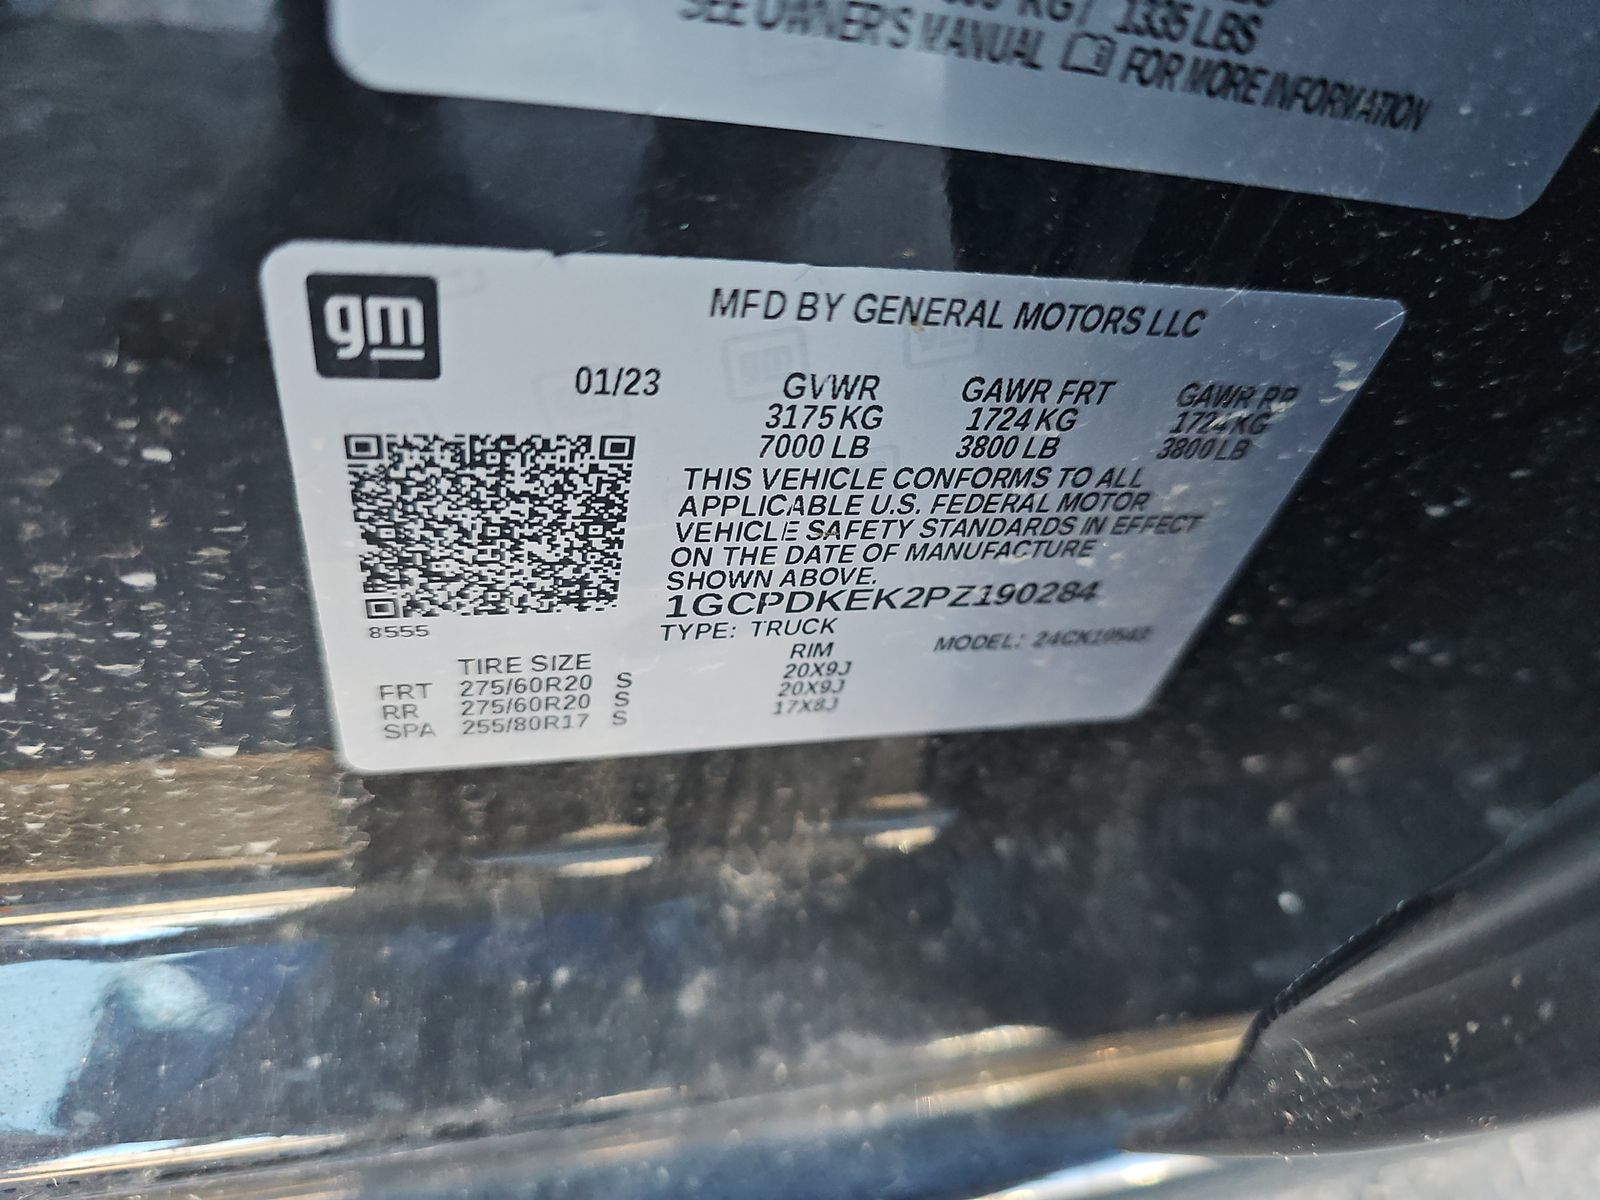 KG / 1335 LBS
SEE OWNER'S MANUAL FOR MORE INFORMATION
gm
MFD BY GENERAL MOTORS LLC
01/23 GVWR GAWR FRT GAWR RR
3175 KG 1724 KG 1724 KG
7000 LB 3800 LB 3800 LB
THIS VEHICLE CONFORMS TO ALL
APPLICABLE U.S. FEDERAL MOTOR
VEHICLE SAFETY STANDARDS IN EFFECT
ON THE DATE OF MANUFACTURE
SHOWN ABOVE.
1GCPDKEK2PZ190284
8555 TYPE: TRUCK MODEL:
TIRE SIZE RIM
FRT 275/60R20 S 20X9J
RR 275/60R20 S 20X9J
SPA 255/80R17 S 17X8J